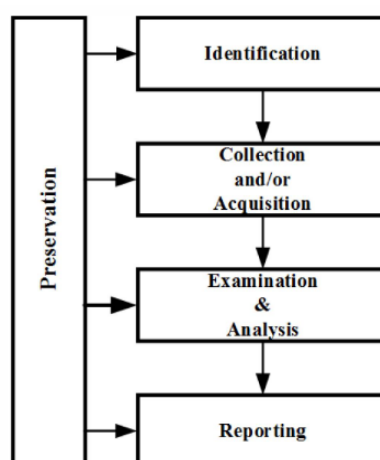 Preservation
Identification
Collection
and/or
Acquisition
Examination
&
Analysis
Reporting